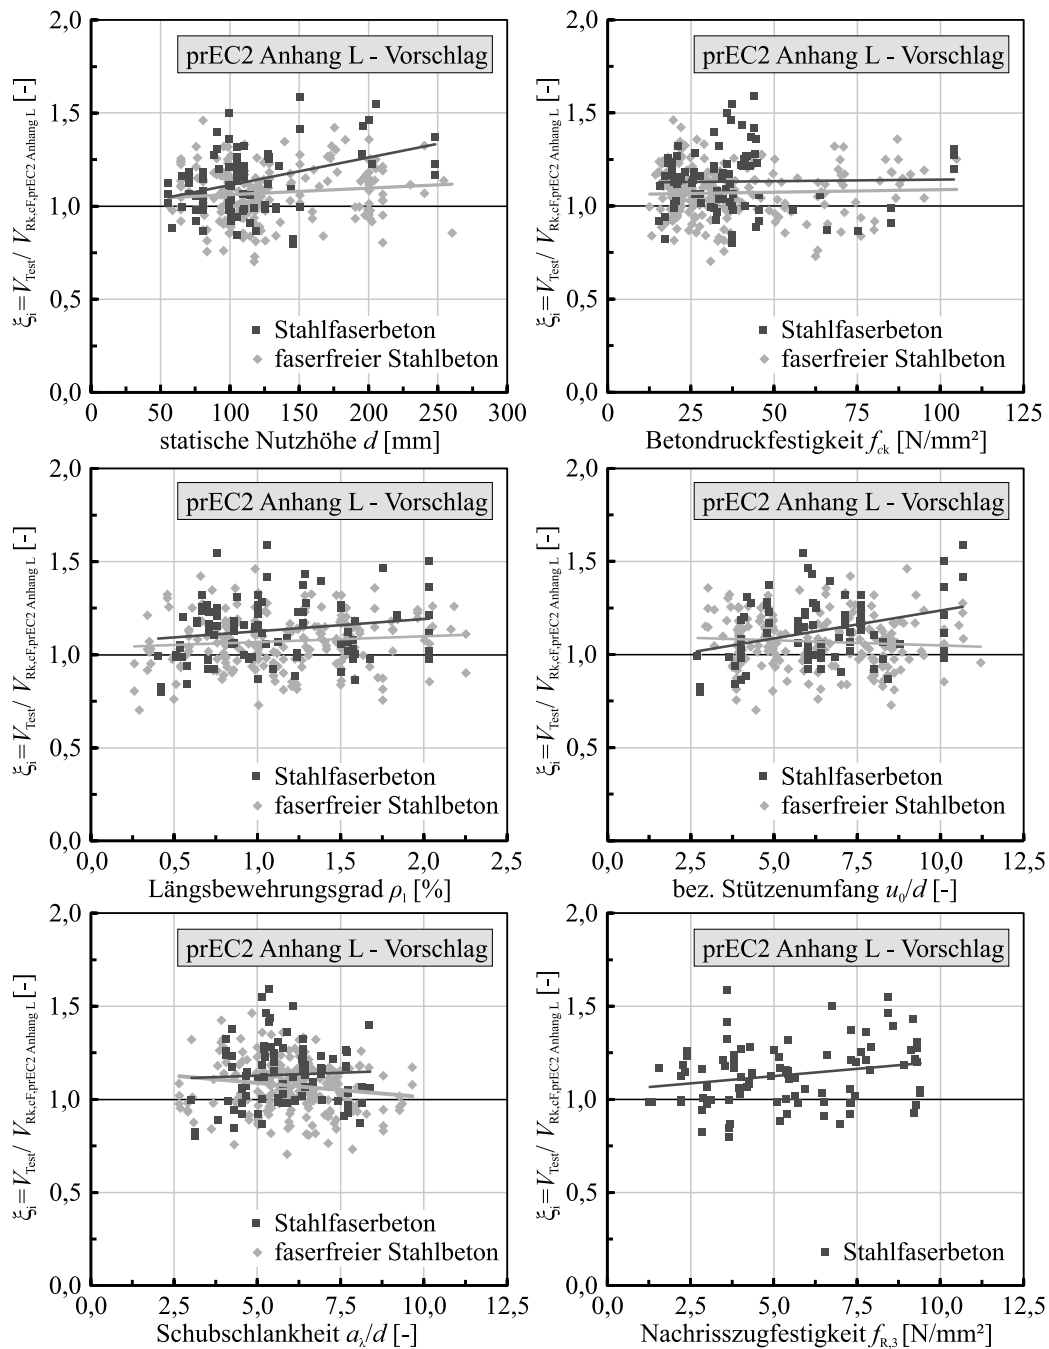 2,0
1,5
1,0
0,5
0,0
ξi = VTest / VRk,cF,prEC2 Anhang L [-]
prEC2 Anhang L - Vorschlag
Stahlfaserbeton
faserfreier Stahlbeton
0 50 100 150 200 250 300
statische Nutzhöhe d [mm]
2,0
1,5
1,0
0,5
0,0
ξi = VTest / VRk,cF,prEC2 Anhang L [-]
prEC2 Anhang L - Vorschlag
Stahlfaserbeton
faserfreier Stahlbeton
0 25 50 75 100 125
Betondruckfestigkeit fck [N/mm²]
2,0
1,5
1,0
0,5
0,0
ξi = VTest / VRk,cF,prEC2 Anhang L [-]
prEC2 Anhang L - Vorschlag
Stahlfaserbeton
faserfreier Stahlbeton
0,0 0,5 1,0 1,5 2,0 2,5
Längsbewehrungsgrad ρl [%]
2,0
1,5
1,0
0,5
0,0
ξi = VTest / VRk,cF,prEC2 Anhang L [-]
prEC2 Anhang L - Vorschlag
Stahlfaserbeton
faserfreier Stahlbeton
0,0 2,5 5,0 7,5 10,0 12,5
bez. Stützenumfang u0/d [-]
2,0
1,5
1,0
0,5
0,0
ξi = VTest / VRk,cF,prEC2 Anhang L [-]
prEC2 Anhang L - Vorschlag
Stahlfaserbeton
faserfreier Stahlbeton
0,0 2,5 5,0 7,5 10,0 12,5
Schubschlankheit aλ/d [-]
2,0
1,5
1,0
0,5
0,0
ξi = VTest / VRk,cF,prEC2 Anhang L [-]
prEC2 Anhang L - Vorschlag
Stahlfaserbeton
0,0 2,5 5,0 7,5 10,0 12,5
Nachrisszugfestigkeit fR,3 [N/mm²]